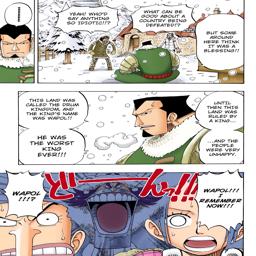 WHAT CAN BE
GOOD ABOUT A
COUNTRY BEING
DEFEATED!?
YEAH! WHO'D
SAY ANYTHING
SO IDIOTIC!?
BUT SOME
AROUND HERE
THINK IT
WAS A
BLESSING!!
UNTIL
THEN THIS
LAND WAS
RULED BY
A KING...
...AND THE
PEOPLE
WERE VERY
UNHAPPY.
THIS LAND WAS
CALLED THE DRUM
KINGDOM, AND THE
KING'S NAME
WAS WAPOL!!
HE WAS
THE WORST
KING
EVER!!!
WAPOL!!!
I
REMEMBER
NOW!!!
WAPOL
!!!?